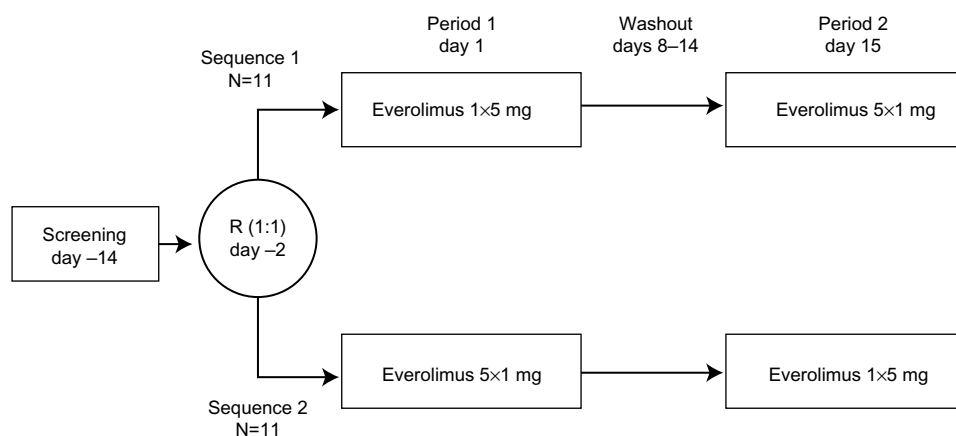 Period 1
day 1
Washout
days 8–14
Period 2
day 15
Sequence 1
N=11
Everolimus 1×5 mg
Everolimus 5×1 mg
Screening
day –14
R (1:1)
day –2
Everolimus 5×1 mg
Everolimus 1×5 mg
Sequence 2
N=11